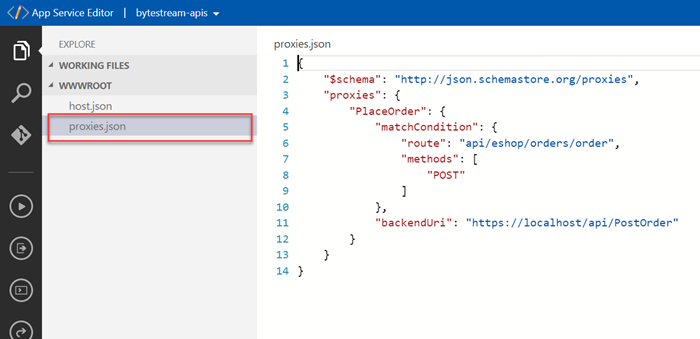 App Service Editor | bytestream-apis
EXPLORE
WORKING FILES
WWWROOT
host.json
proxies.json
proxies.json
1 {
2 "$schema": "http://json.schemastore.org/proxies",
3 "proxies": {
4 "PlaceOrder": {
5 "matchCondition": {
6 "route": "api/eshop/orders/order",
7 "methods": [
8 "POST"
9 ]
10 },
11 "backendUri": "https://localhost/api/PostOrder"
12 }
13 }
14 }